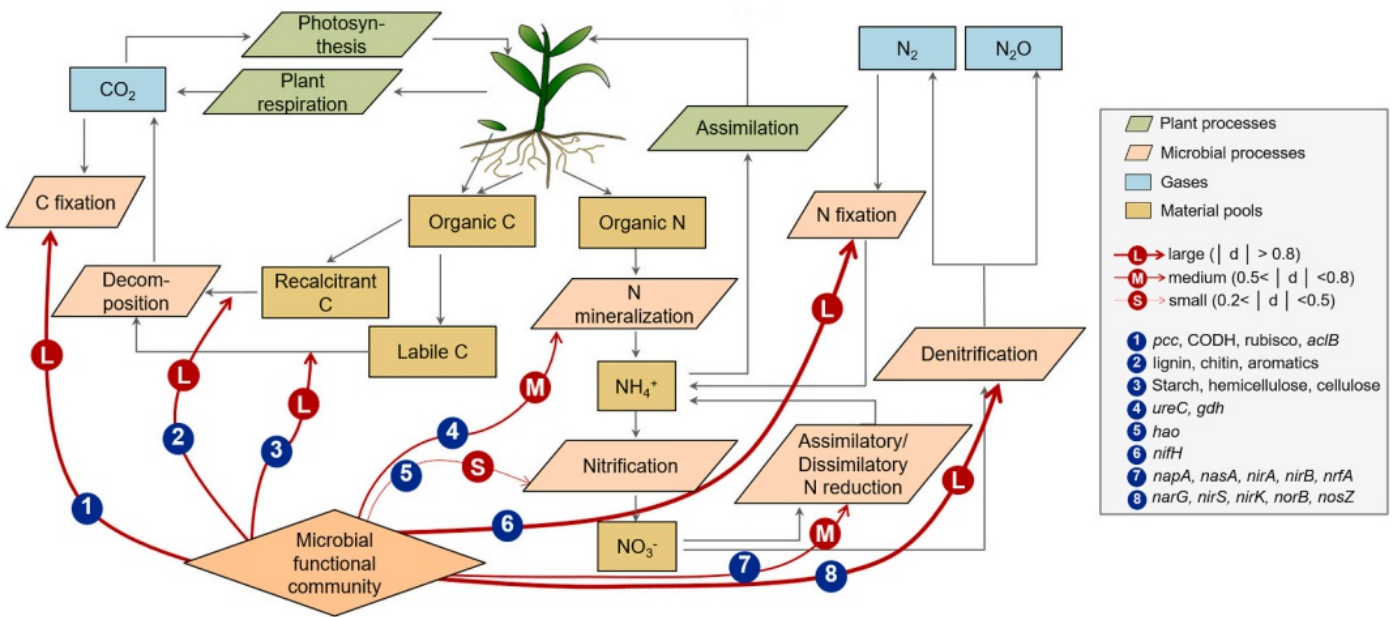 Photosyn-
thesis
Plant
respiration
CO₂
N₂
N₂O
Assimilation
C fixation
Organic C
Organic N
N fixation
Decom-
position
Recalcitrant
C
N
mineralization
Labile C
NH₄⁺
Denitrification
Nitrification
Assimilatory/
Dissimilatory
N reduction
NO₃⁻
Microbial
functional
community
L
L
L
M
S
L
M
L
1
2
3
4
5
6
7
8
Plant processes
Microbial processes
Gases
Material pools
L large (| d | > 0.8)
M medium (0.5< | d | <0.8)
S small (0.2< | d | <0.5)
1 pcc, CODH, rubisco, aclB
2 lignin, chitin, aromatics
3 Starch, hemicellulose, cellulose
4 ureC, gdh
5 hao
6 nifH
7 napA, nasA, nirA, nirB, nrfA
8 narG, nirS, nirK, norB, nosZ